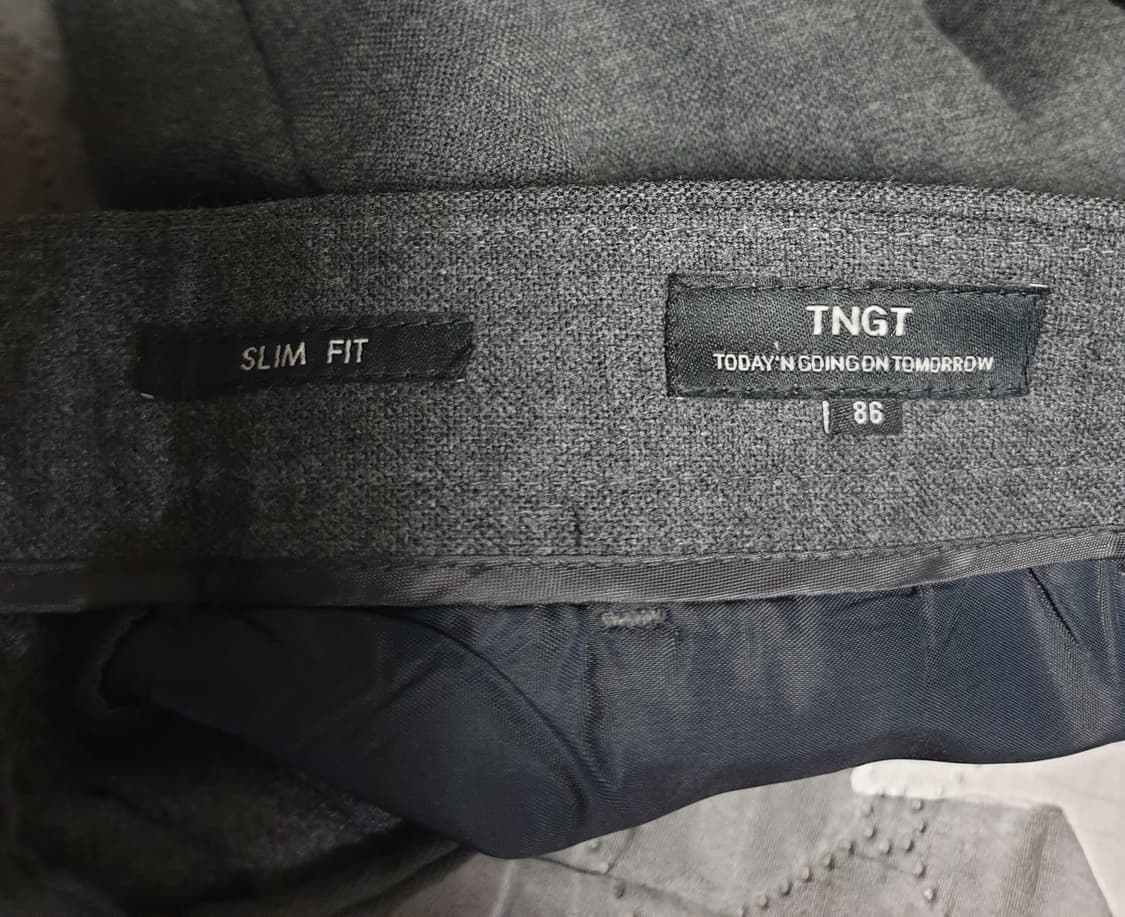 SLIM FIT
TNGT
TODAY'N GOING ON TOMORROW
86